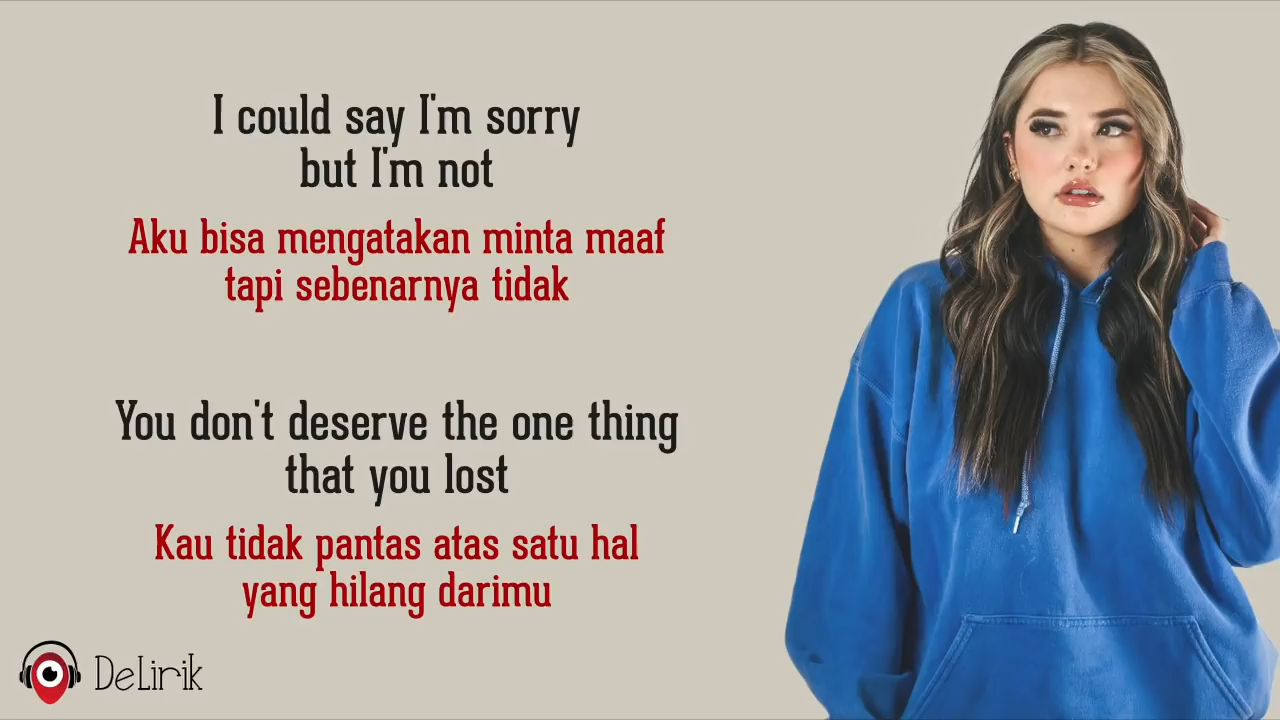 I could say I'm sorry
but I'm not
Aku bisa mengatakan minta maaf
tapi sebenarnya tidak
You don't deserve the one thing
that you lost
Kau tidak pantas atas satu hal
yang hilang darimu
DeLirik